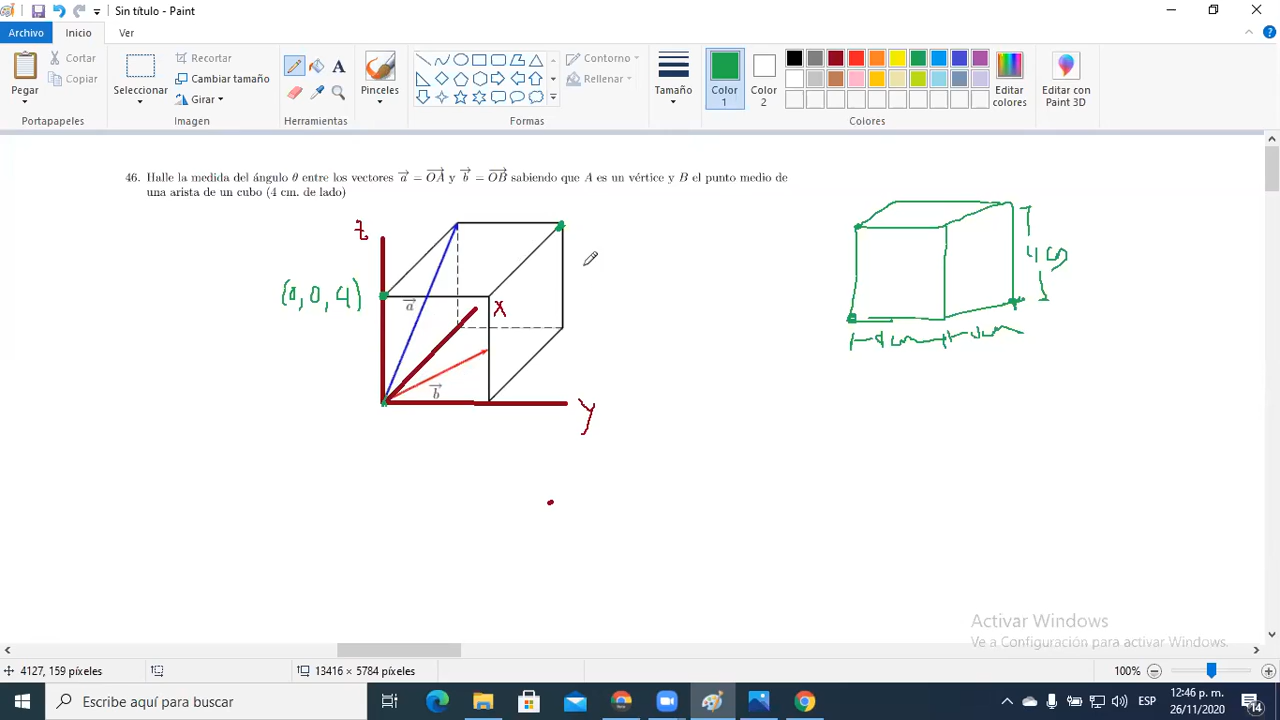 Sin título - Paint
Archivo
Inicio
Ver
Pegar
Cortar
Copiar
Portapapeles
Seleccionar
Recortar
Cambiar tamaño
Girar
Imagen
A
Herramientas
Pinceles
Contorno
Rellenar
Formas
Tamaño
Color
1
Color
2
Editar
colores
Editar con
Paint 3D
Colores
46. Halle la medida del ángulo θ entre los vectores a⃗ = OA⃗ y b⃗ = OB⃗ sabiendo que A es un vértice y B el punto medio de
una arista de un cubo (4 cm. de lado)
z
(0, 0, 4)
a⃗
x
b⃗
y
Activar Windows
Ve a Configuración para activar Windows.
4127, 159 píxeles
13416 × 5784 píxeles
100%
Escribe aquí para buscar
ESP
12:46 p. m.
26/11/2020
14